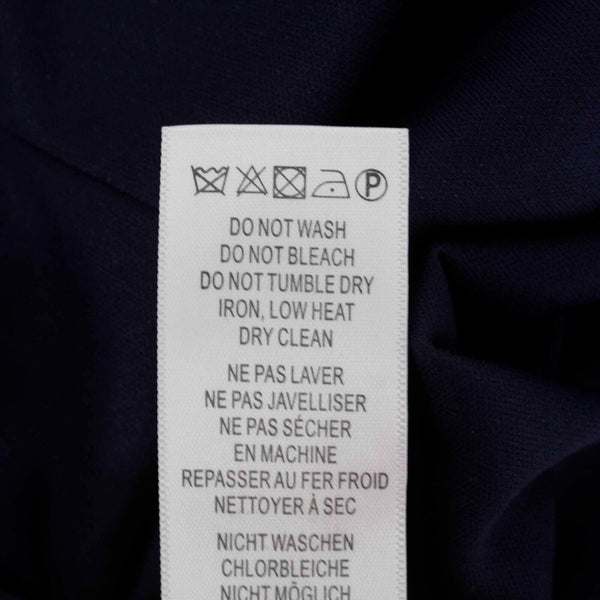 P
DO NOT WASH
DO NOT BLEACH
DO NOT TUMBLE DRY
IRON, LOW HEAT
DRY CLEAN
NE PAS LAVER
NE PAS JAVELLISER
NE PAS SÉCHER
EN MACHINE
REPASSER AU FER FROID
NETTOYER À SEC
NICHT WASCHEN
CHLORBLEICHE
NICHT MÖGLICH